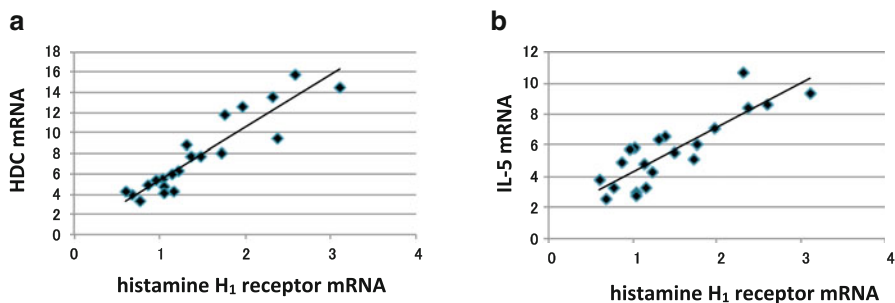 a
HDC mRNA
18
16
14
12
10
8
6
4
2
0
0 1 2 3 4
histamine H₁ receptor mRNA
b
IL-5 mRNA
12
10
8
6
4
2
0
0 1 2 3 4
histamine H₁ receptor mRNA